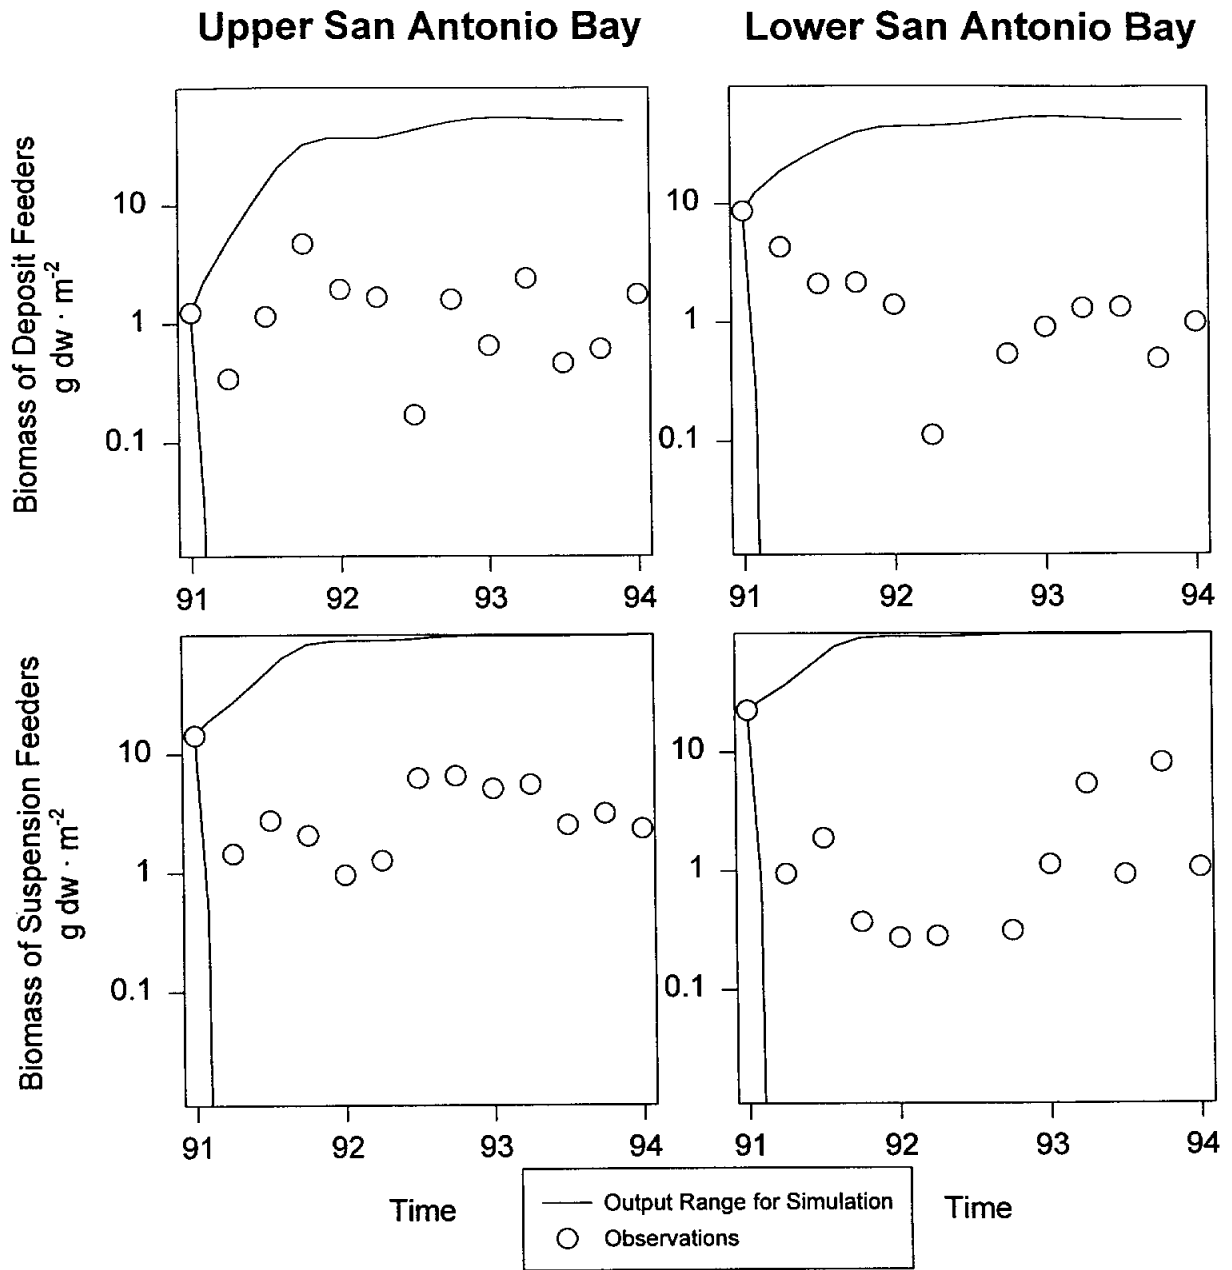 Upper San Antonio Bay
Lower San Antonio Bay
Biomass of Deposit Feeders
g dw · m-2
10
1
0.1
91 92 93 94
10
1
0.1
91 92 93 94
Biomass of Suspension Feeders
g dw · m-2
10
1
0.1
91 92 93 94
10
1
0.1
91 92 93 94
Time
Time
Output Range for Simulation
Observations